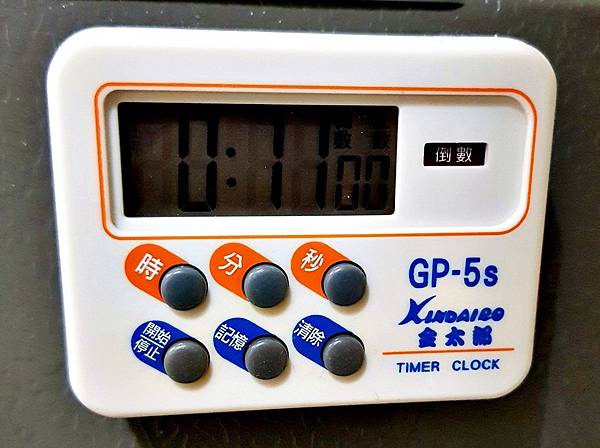 0:11 00
倒數
時 分 秒
GP-5s
KINDAIRO
金太郎
開始 停止
記憶
清除
TIMER CLOCK